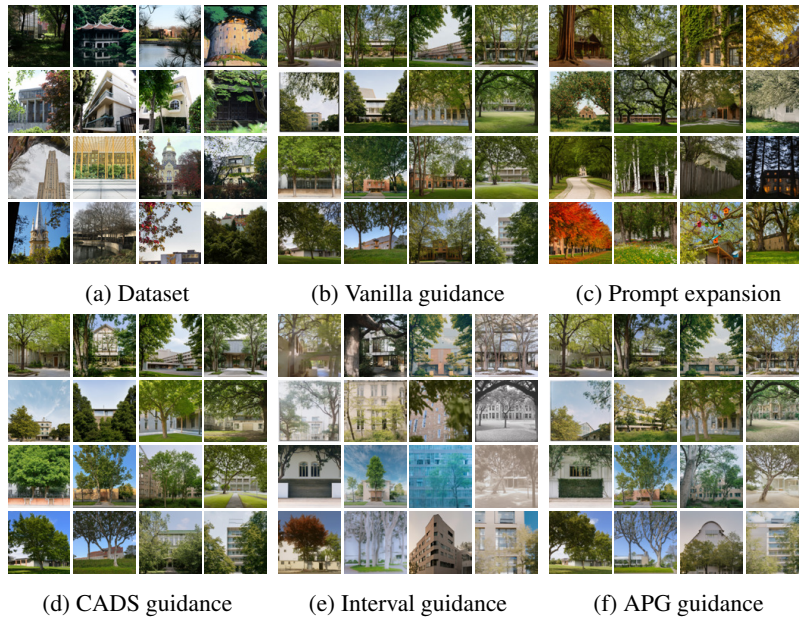 (a) Dataset
(b) Vanilla guidance
(c) Prompt expansion
(d) CADS guidance
(e) Interval guidance
(f) APG guidance